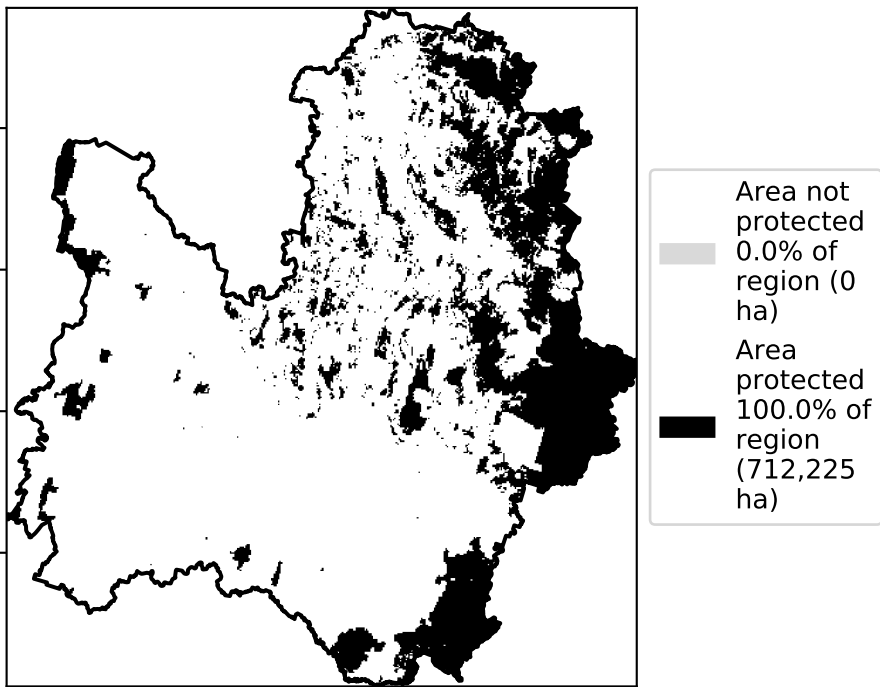 Area not
protected
0.0% of
region (0
ha)
Area
protected
100.0% of
region
(712,225
ha)